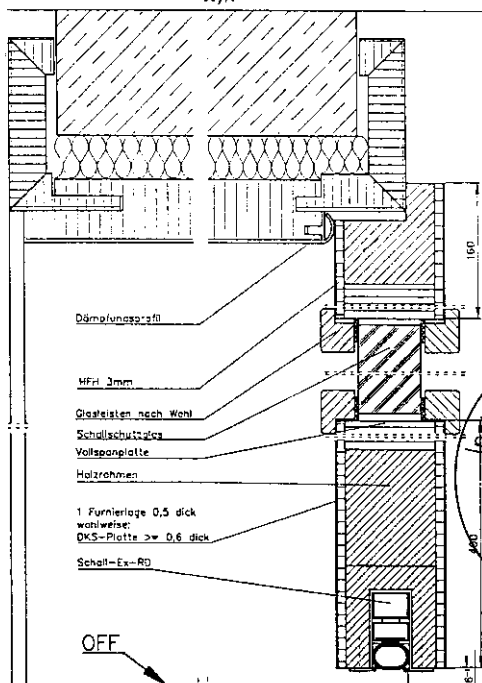 Dämpfungsprofil
160
HFH 3mm
Glasleisten nach Wahl
Schallschutzglas
Vollspanplatte
Holzrahmen
1 Furnierlage 0,5 dick
wahlweise:
DKS-Platte >= 0,6 dick
400
Schall-Ex-RD
OFF